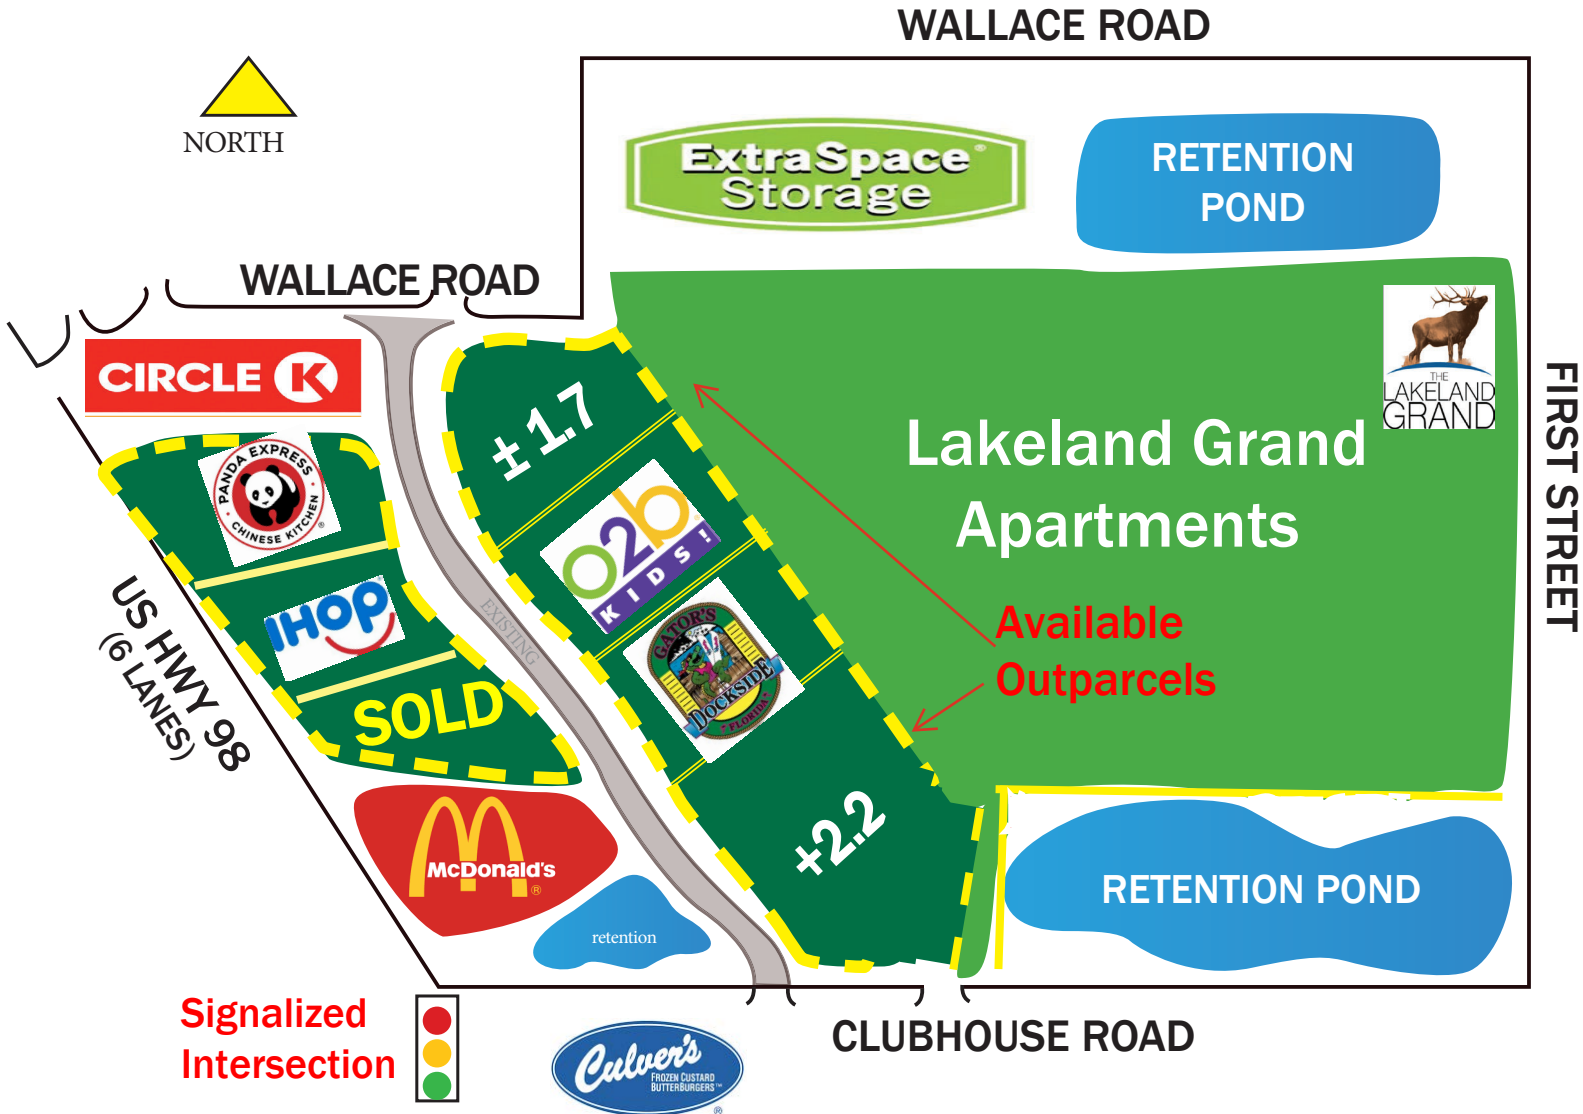 WALLACE ROAD
NORTH
ExtraSpace®
Storage
RETENTION
POND
WALLACE ROAD
CIRCLE K
THE
LAKELAND
GRAND
FIRST STREET
± 1.7
Lakeland Grand
Apartments
PANDA EXPRESS
CHINESE KITCHEN
®
o2b
KIDS!
IHOP
EXISTING
US HWY 98
(6 LANES)
GATOR'S
DOCKSIDE
FLORIDA
Available
Outparcels
SOLD
+2.2
McDonald's
®
retention
RETENTION POND
Signalized
Intersection
CLUBHOUSE ROAD
Culver's
FROZEN CUSTARD
BUTTERBURGERS™
®